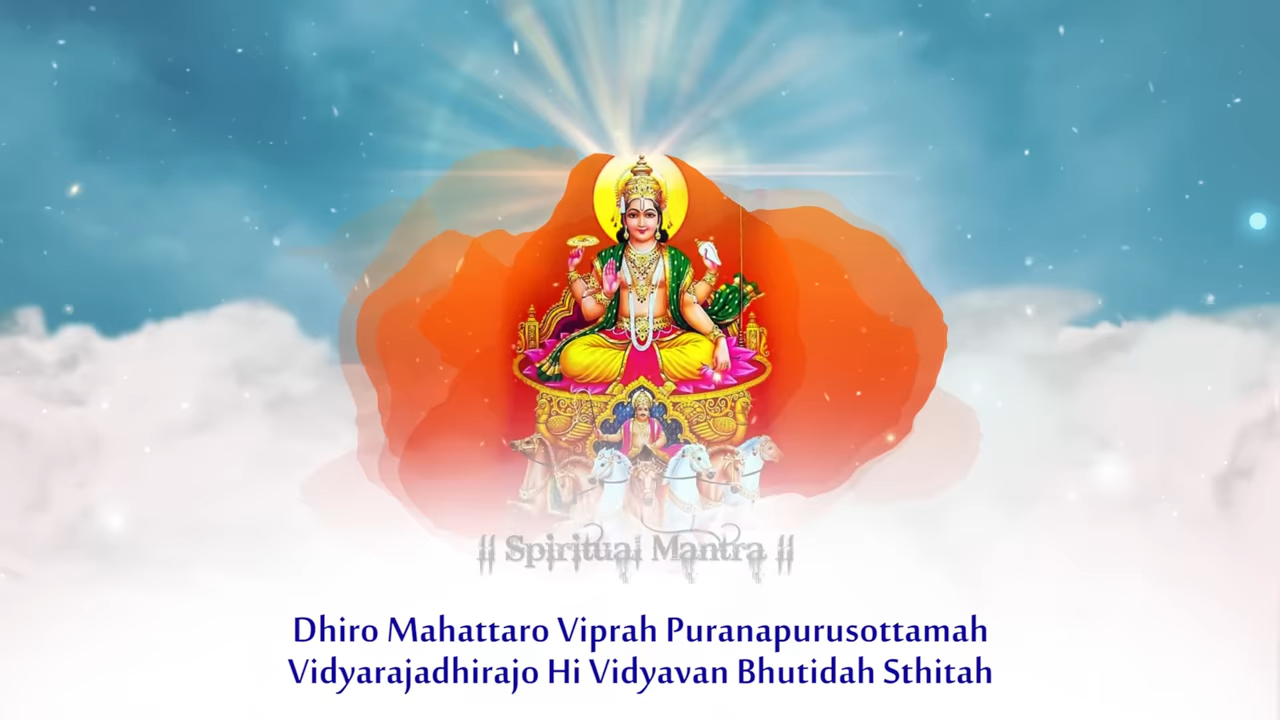 || Spiritual Mantra ||
Dhiro Mahattaro Viprah Puranapurusottamah
Vidyarajadhirajo Hi Vidyavan Bhutidah Sthitah